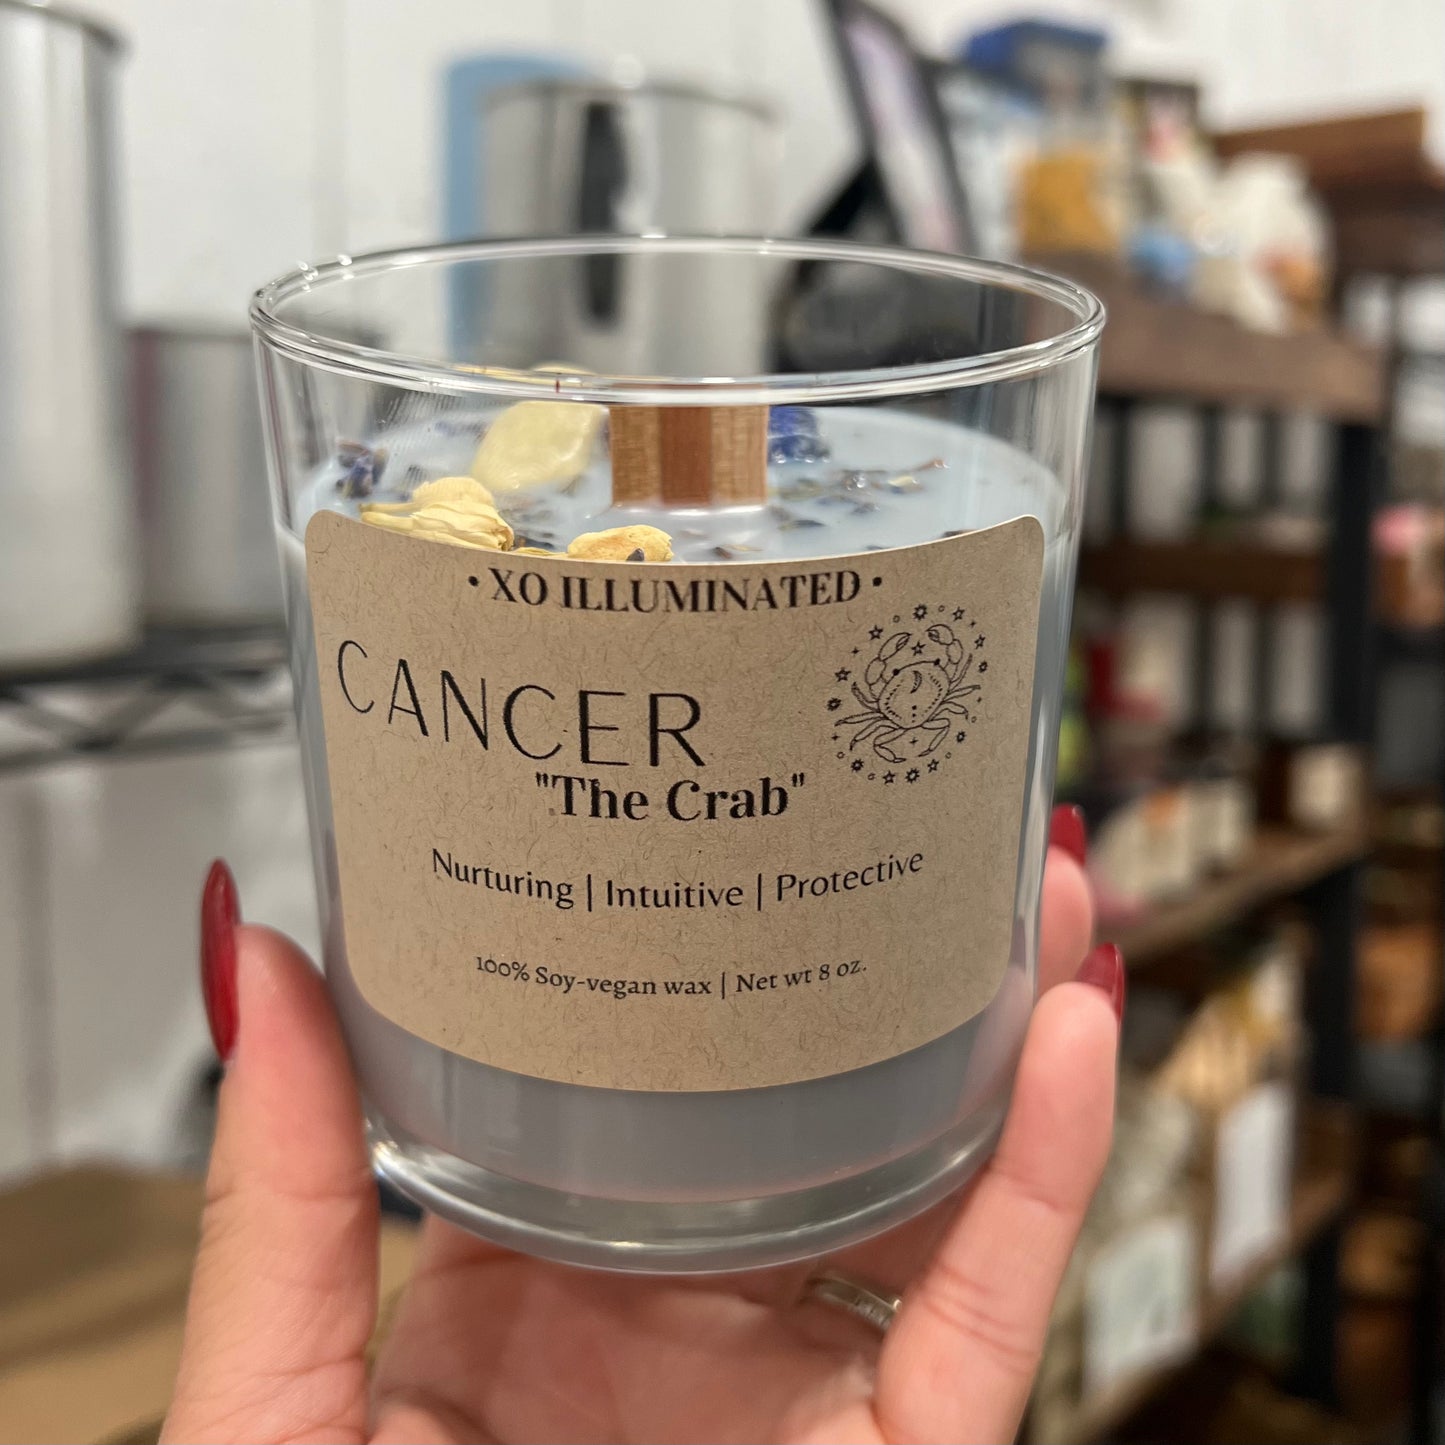 • XO ILLUMINATED •
CANCER
"The Crab"
Nurturing | Intuitive | Protective
100% Soy-vegan wax | Net wt 8 oz.